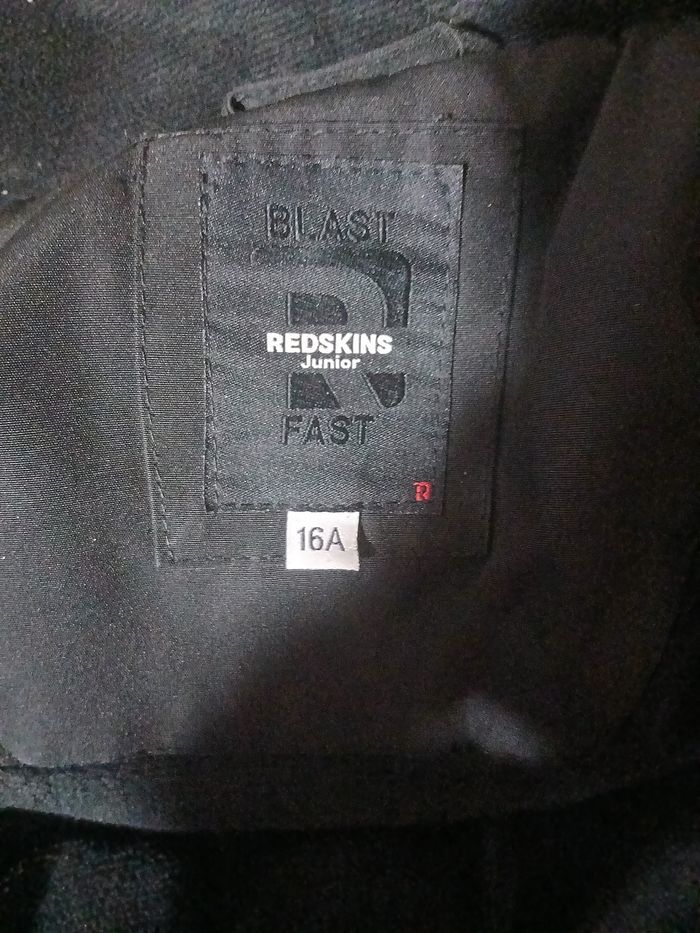 BLAST
R
REDSKINS
Junior
FAST
R
16A